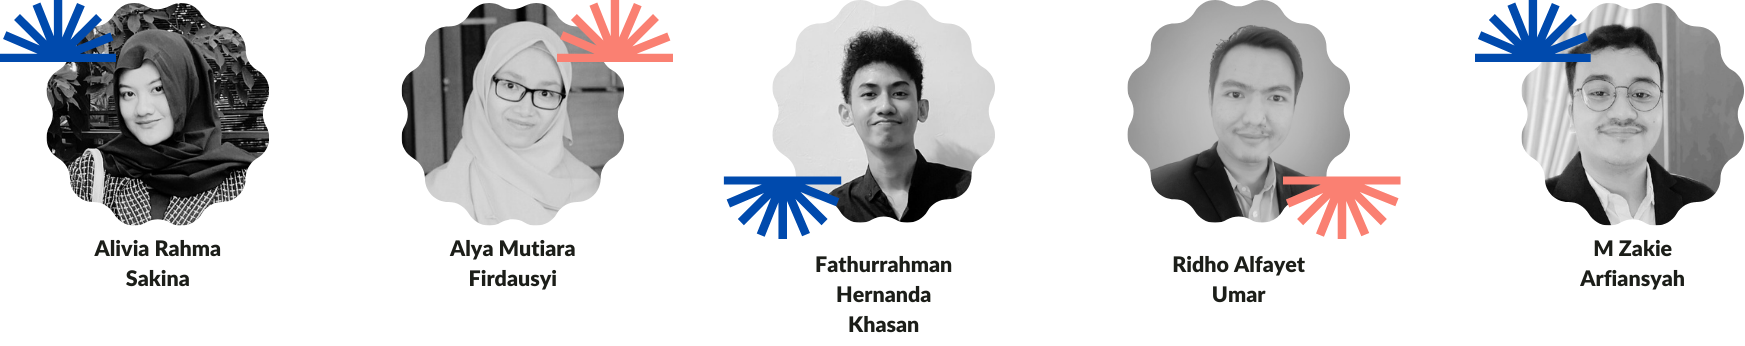 Alivia Rahma
Sakina
Alya Mutiara
Firdausyi
Fathurrahman
Hernanda
Khasan
Ridho Alfayet
Umar
M Zakie
Arfiansyah